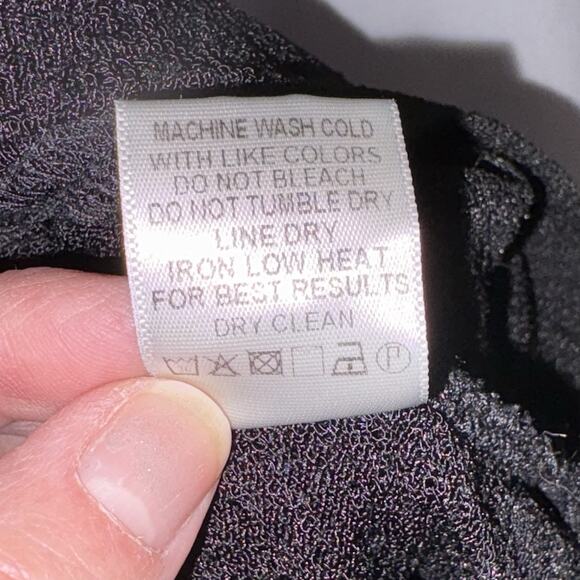 MACHINE WASH COLD
WITH LIKE COLORS
DO NOT BLEACH
DO NOT TUMBLE DRY
LINE DRY
IRON LOW HEAT
FOR BEST RESULTS
DRY CLEAN
P